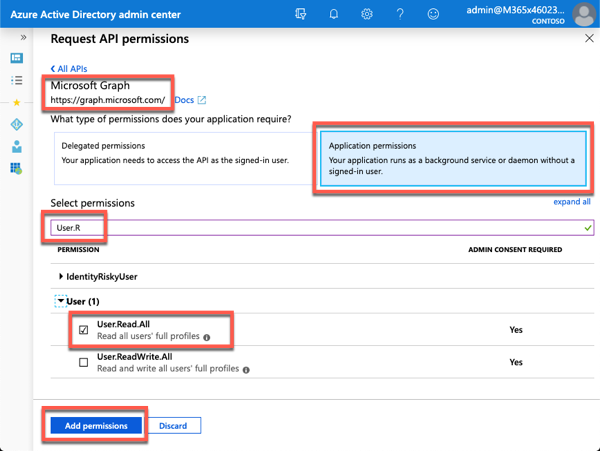 Azure Active Directory admin center
admin@M365x46023...
CONTOSO
Request API permissions
All APIs
Microsoft Graph
https://graph.microsoft.com/ Docs
What type of permissions does your application require?
Delegated permissions
Your application needs to access the API as the signed-in user.
Application permissions
Your application runs as a background service or daemon without a
signed-in user.
Select permissions
expand all
User.R
PERMISSION
ADMIN CONSENT REQUIRED
IdentityRiskyUser
User (1)
User.Read.All
Read all users' full profiles
Yes
User.ReadWrite.All
Read and write all users' full profiles
Yes
Add permissions
Discard